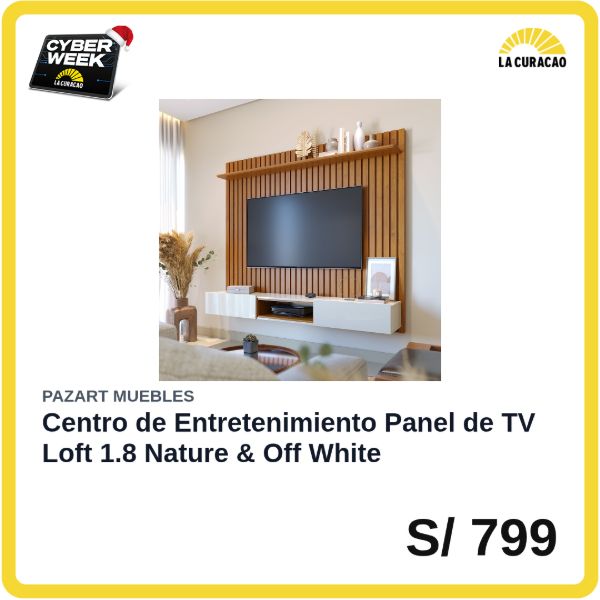 CYBER
WEEK
LA CURACAO
LA CURACAO
PAZART MUEBLES
Centro de Entretenimiento Panel de TV
Loft 1.8 Nature & Off White
S/ 799